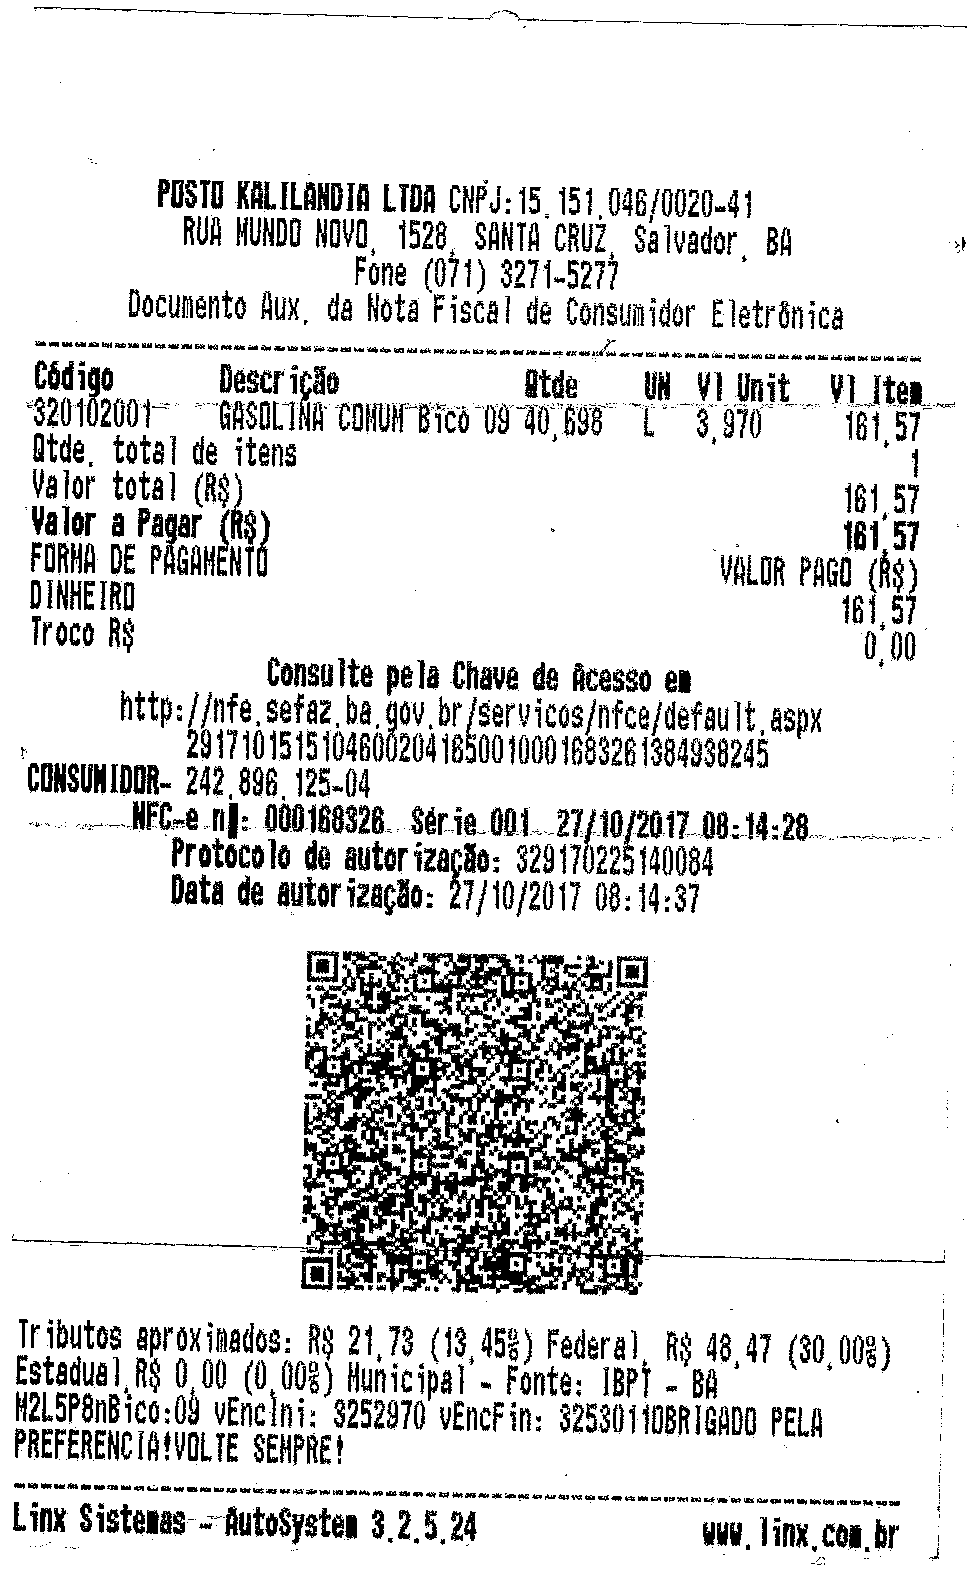 POSTO KALILANDIA LTDA CNPJ:15.151.046/0020-41
RUA MUNDO NOVO, 1528, SANTA CRUZ, Salvador, BA
Fone (071) 3271-5277
Documento Aux. da Nota Fiscal de Consumidor Eletrônica
Código Descrição Qtde UN Vl Unit Vl Item
320102001 GASOLINA COMUM Bico 09 40,698 L 3,970 161,57
Qtde. total de itens 1
Valor total (R$) 161,57
Valor a Pagar (R$) 161,57
FORMA DE PAGAMENTO VALOR PAGO (R$)
DINHEIRO 161,57
Troco R$ 0,00
Consulte pela Chave de Acesso em
http://nfe.sefaz.ba.gov.br/servicos/nfce/default.aspx
29171015151046002041650010001683261384938245
CONSUMIDOR- 242.896.125-04
NFC-e n: 000168326 Série 001 27/10/2017 08:14:28
Protocolo de autorização: 329170225140084
Data de autorização: 27/10/2017 08:14:37
Tributos aproximados: R$ 21,73 (13,45%) Federal, R$ 48,47 (30,00%)
Estadual,R$ 0,00 (0,00%) Municipal - Fonte: IBPT - BA
M2L5P8nBico:09 vEncIni: 3252970 vEncFin: 3253011OBRIGADO PELA
PREFERENCIA!VOLTE SEMPRE!
Linx Sistemas - AutoSystem 3.2.5.24 www.linx.com.br